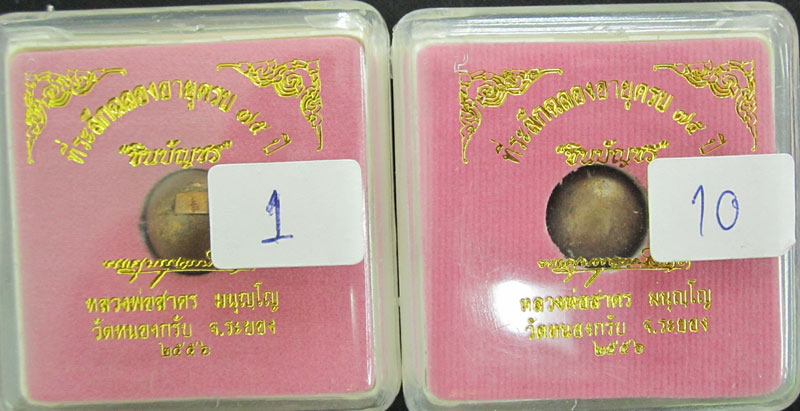 ที่ระลึกฉลองอายุครบ ๗๕ ปี
"ชินบัญชร"
1
หลวงพ่อสาคร มนุญโญ
วัดหนองกรับ จ.ระยอง
๒๕๕๖
ที่ระลึกฉลองอายุครบ ๗๕ ปี
"ชินบัญชร"
10
หลวงพ่อสาคร มนุญโญ
วัดหนองกรับ จ.ระยอง
๒๕๕๖